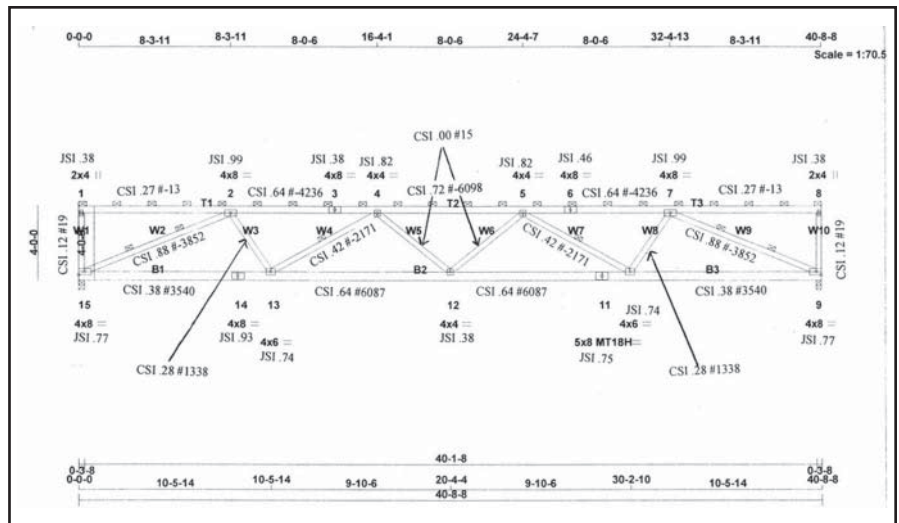 0-0-0 8-3-11 8-3-11 8-0-6 16-4-1 8-0-6 24-4-7 8-0-6 32-4-13 8-3-11 40-8-8
Scale = 1:70.5
CSI .00 #15
JSI .38 JSI .99 JSI .38 JSI .82 JSI .82 JSI .46 JSI .99 JSI .38
2x4 || 4x8 = 4x8 = 4x4 = 4x4 = 4x8 = 4x8 = 2x4 ||
1 2 3 4 5 6 7 8
CSI .27 #-13 CSI .64 #-4236 CSI .72 #-6098 CSI .64 #-4236 CSI .27 #-13
T1 T2 T3
4-0-0
CSI .12 #19
W1 4-0-8 W2 W3 W4 W5 W6 W7 W8 W9 W10
CSI .12 #19
CSI .88 #-3852 CSI .42 #-2171 CSI .42 #-2171 CSI .88 #-3852
B1 B2 B3
CSI .38 #3540 CSI .64 #6087 CSI .64 #6087 CSI .38 #3540
15 14 13 12 11 9
4x8 = 4x8 = 4x4 = 4x6 = 4x8 =
JSI .77 JSI .93 JSI .38 JSI .74 JSI .77
4x6 = 5x8 MT18H=
JSI .74 JSI .75
CSI .28 #1338 CSI .28 #1338
40-1-8
0-3-8 0-3-8
0-0-0 10-5-14 10-5-14 9-10-6 20-4-4 9-10-6 30-2-10 10-5-14 40-8-8
40-8-8